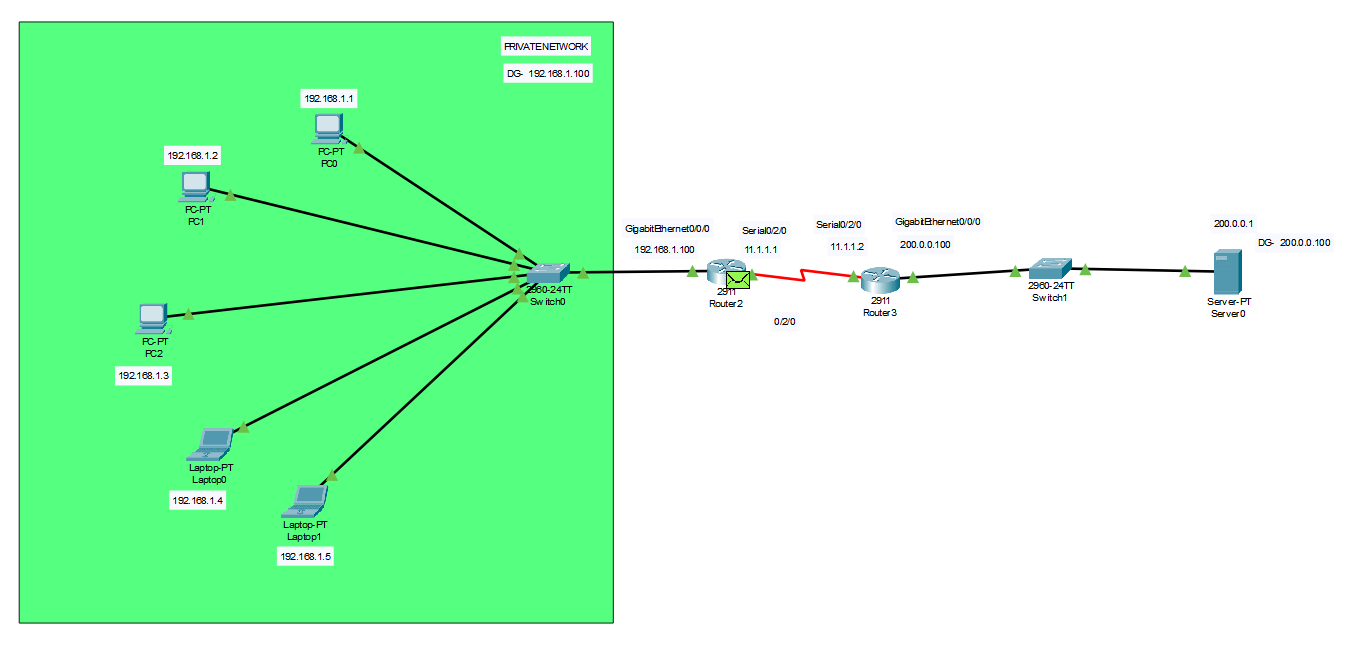 PRIVATE NETWORK
DG- 192.168.1.100
192.168.1.1
PC-PT
PC0
192.168.1.2
PC-PT
PC1
PC-PT
PC2
192.168.1.3
Laptop-PT
Laptop0
192.168.1.4
Laptop-PT
Laptop1
192.168.1.5
2960-24TT
Switch0
GigabitEthernet0/0/0
192.168.1.100
Serial0/2/0
11.1.1.1
2911
Router2
0/2/0
Serial0/2/0
11.1.1.2
GigabitEthernet0/0/0
200.0.0.100
2911
Router3
2960-24TT
Switch1
200.0.0.1
DG- 200.0.0.100
Server-PT
Server0